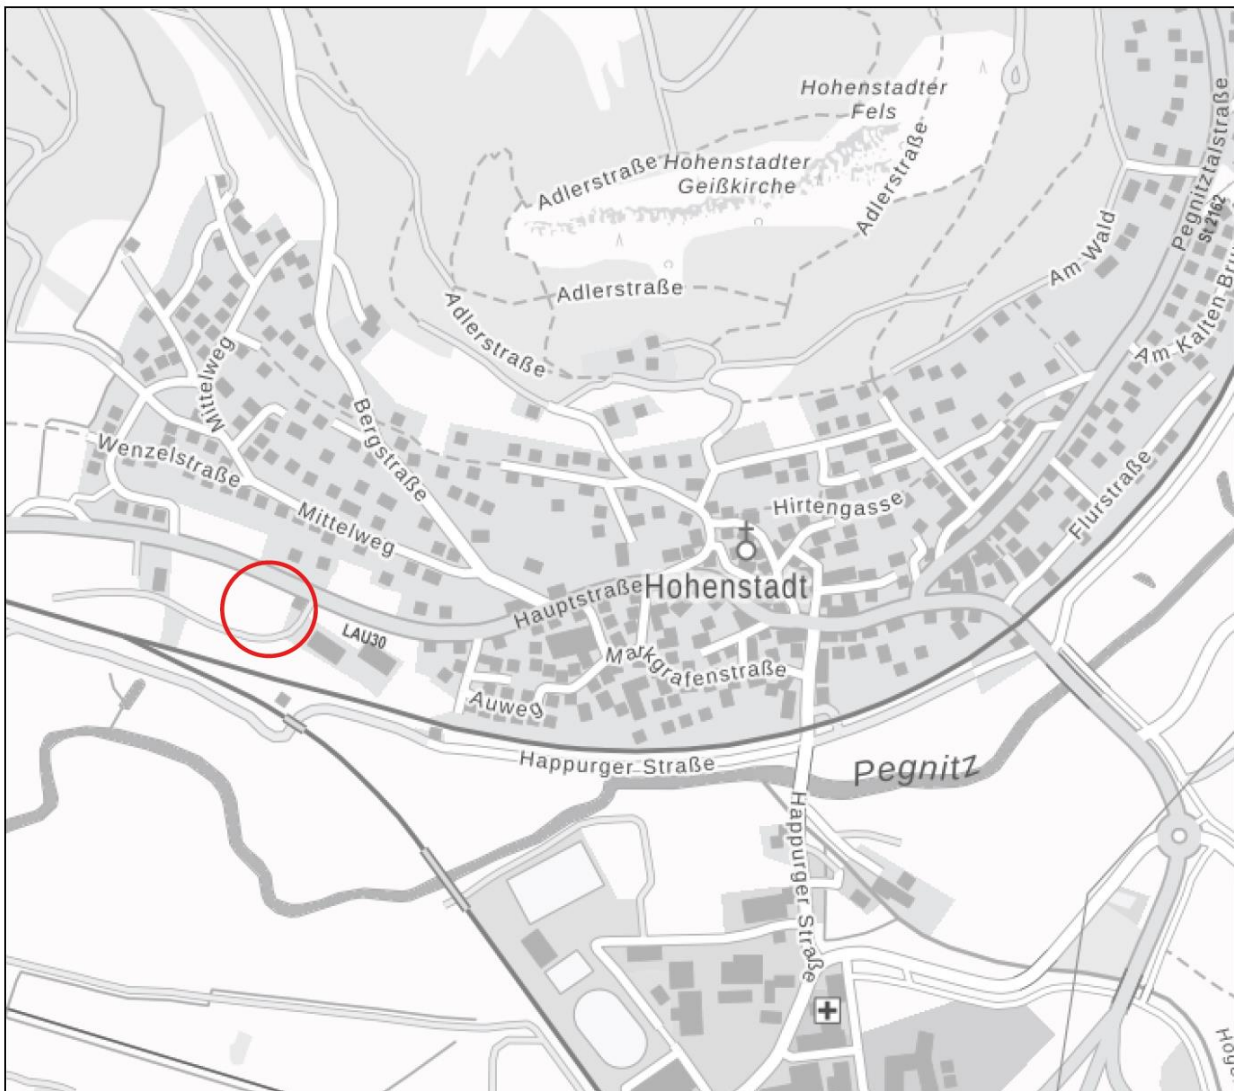 Hohenstadter
Fels
Pegnitztalstraße
St 2162
Adlerstraße
Hohenstadter
Geißkirche
Adlerstraße
Am Wald
Adlerstraße
Adlerstraße
Am Kalten Bru
Mittelweg
Bergstraße
Wenzelstraße
Mittelweg
Hirtengasse
Flurstraße
Hauptstraße
Hohenstadt
LAU30
Markgrafenstraße
Auweg
Happurger Straße
Pegnitz
Happurger Straße